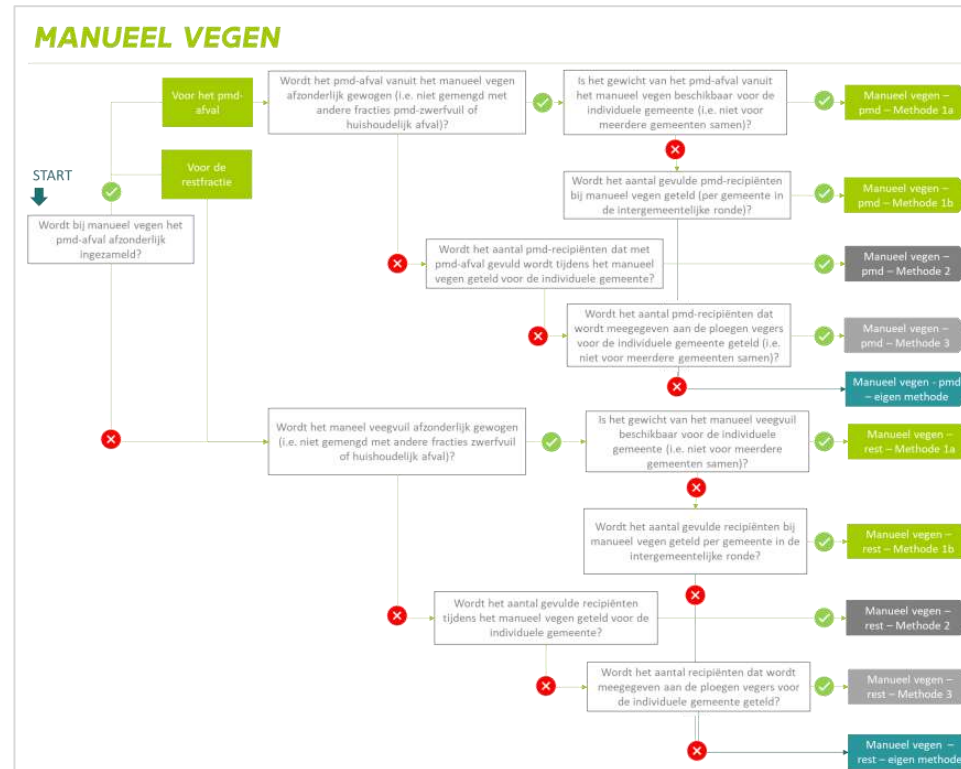 MANUEEL VEGEN
Voor het pmd-
afval
Wordt het pmd-afval vanuit het manueel vegen
afzonderlijk gewogen (i.e. niet gemengd met
andere fracties pmd-zwerfvuil of
huishoudelijk afval)?
Is het gewicht van het pmd-afval vanuit
het manueel vegen beschikbaar voor de
individuele gemeente (i.e. niet voor
meerdere gemeenten samen)?
Manueel vegen –
pmd – Methode 1a
Voor de
restfractie
START
Wordt bij manueel vegen het
pmd-afval afzonderlijk
ingezameld?
Wordt het aantal gevulde pmd-recipiënten
bij manueel vegen geteld (per gemeente in
de intergemeentelijke ronde)?
Manueel vegen –
pmd – Methode 1b
Wordt het aantal pmd-recipiënten dat met
pmd-afval gevuld wordt tijdens het manueel
vegen geteld voor de individuele gemeente?
Manueel vegen –
pmd – Methode 2
Wordt het aantal pmd-recipiënten dat
wordt meegegeven aan de ploegen vegers
voor de individuele gemeente geteld (i.e.
niet voor meerdere gemeenten samen)?
Manueel vegen –
pmd – Methode 3
Manueel vegen - pmd
– eigen methode
Wordt het maneel veegvuil afzonderlijk gewogen
(i.e. niet gemengd met andere fracties zwerfvuil
of huishoudelijk afval)?
Is het gewicht van het manueel veegvuil
beschikbaar voor de individuele
gemeente (i.e. niet voor meerdere
gemeenten samen)?
Manueel vegen –
rest – Methode 1a
Wordt het aantal gevulde recipiënten bij
manueel vegen geteld per gemeente in de
intergemeentelijke ronde?
Manueel vegen –
rest – Methode 1b
Wordt het aantal gevulde recipiënten
tijdens het manueel vegen geteld voor de
individuele gemeente?
Manueel vegen –
rest – Methode 2
Wordt het aantal recipiënten dat wordt
meegegeven aan de ploegen vegers voor
de individuele gemeente geteld?
Manueel vegen –
rest – Methode 3
Manueel vegen –
rest – eigen methode